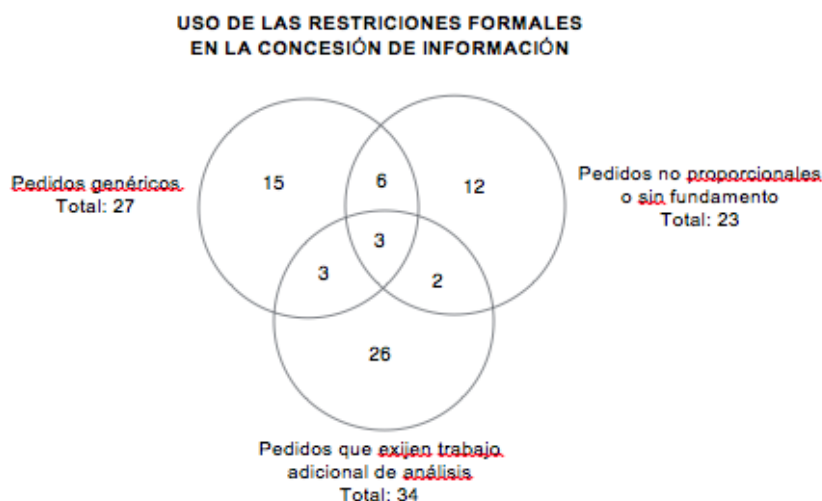 USO DE LAS RESTRICIONES FORMALES
EN LA CONCESIÓN DE INFORMACIÓN
Pedidos genéricos
Total: 27
15
6
12
Pedidos no proporcionales
o sin fundamento
Total: 23
3
3
2
26
Pedidos que exijen trabajo
adicional de análisis
Total: 34